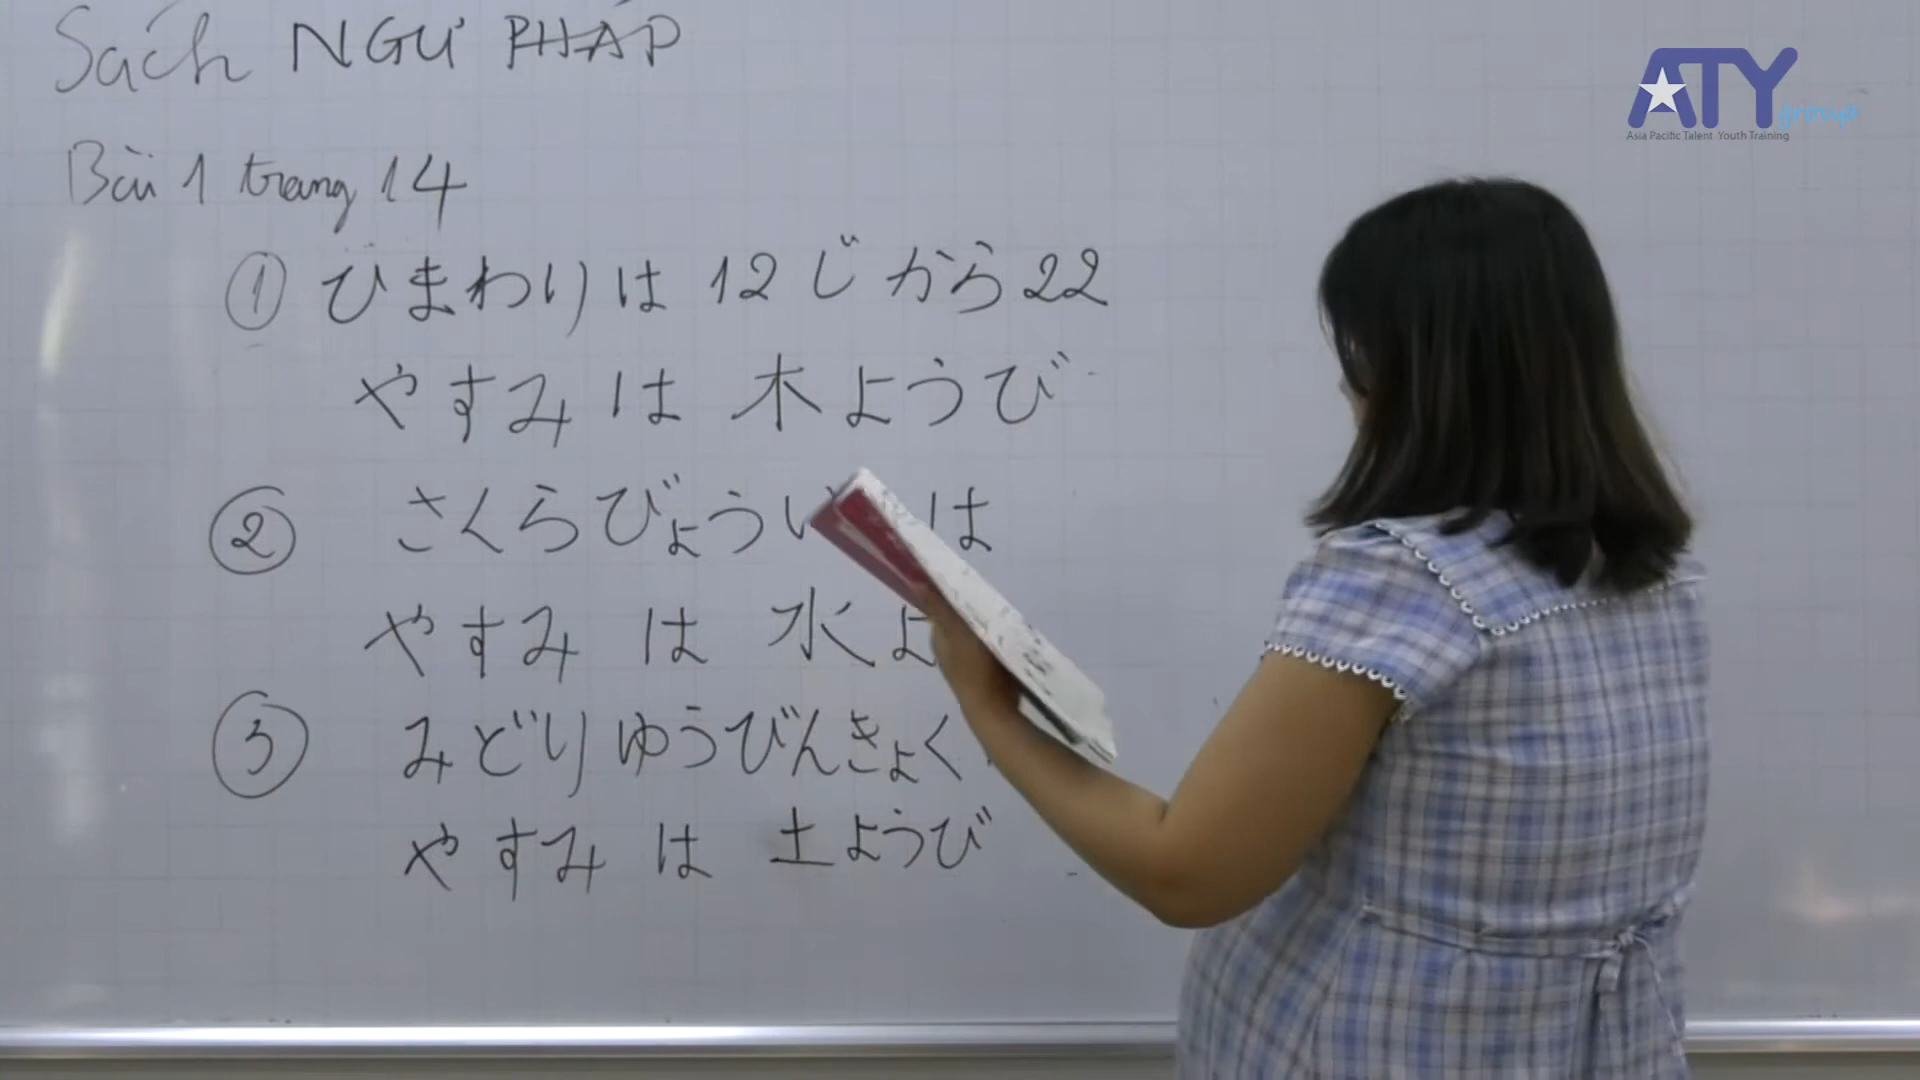 Sách NGƯ PHÁP
Bài 1 trang 14
① ひまわりは 12じから22
やすみは 木ようび
② さくらびょうい は
やすみ は 水よ
③ みどりゆうびんきょく
やすみ は 土ようび
ATY group
Asia Pacific Talent Youth Training